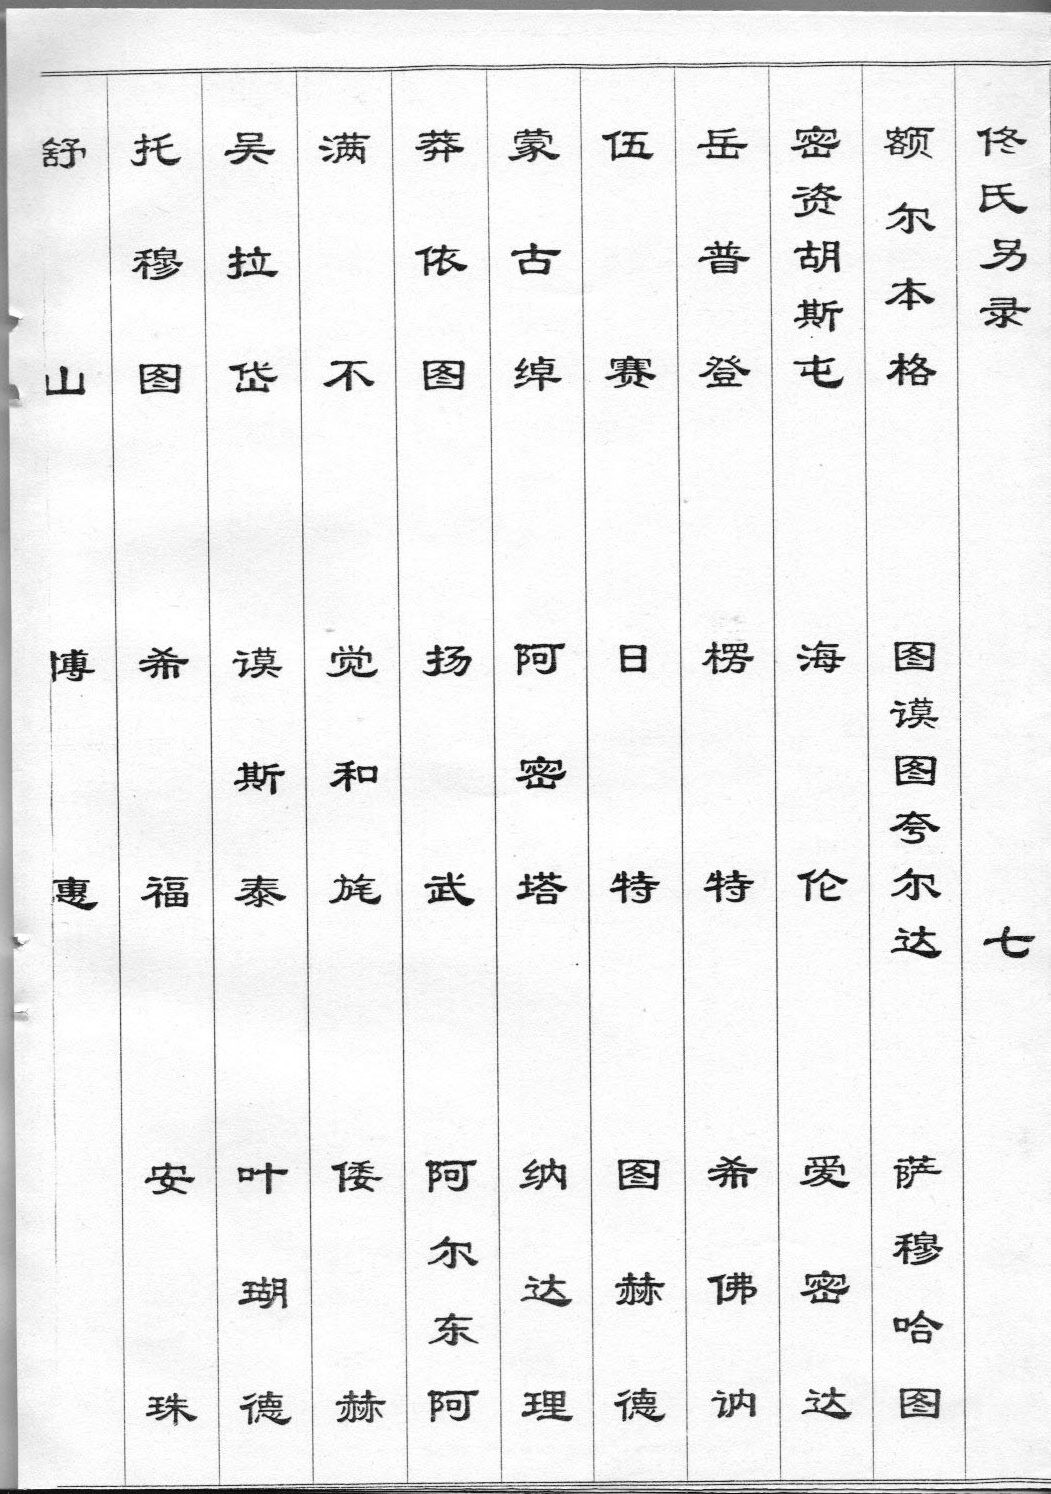 佟氏另录 七
额尔本格 图谟图夸尔达 萨穆哈图
密资胡斯屯 海伦 爱密达
岳普登 楞特 希佛讷
伍赛 日特 图赫德
蒙古绰 阿密塔 纳达理
莽依图 扬武 阿尔东阿
满不 觉和旄 倭赫
吴拉岱 谟斯泰 叶瑚德
托穆图 希福 安珠
舒山 博惠